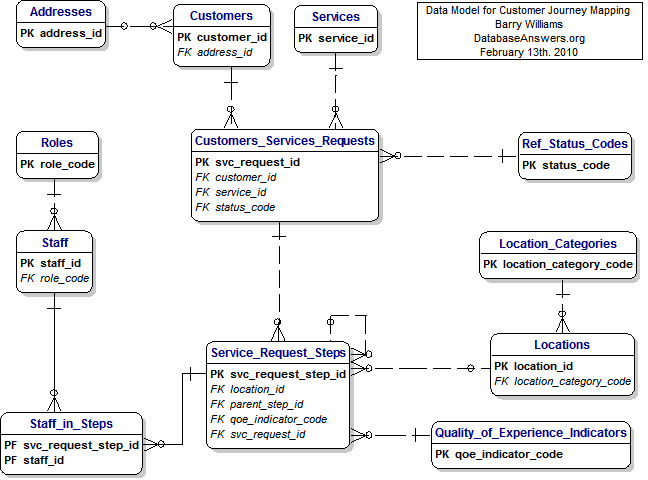 Addresses
PK address_id
Customers
PK customer_id
FK address_id
Services
PK service_id
Data Model for Customer Journey Mapping
Barry Williams
DatabaseAnswers.org
February 13th. 2010
Roles
PK role_code
Customers_Services_Requests
PK svc_request_id
FK customer_id
FK service_id
FK status_code
Ref_Status_Codes
PK status_code
Staff
PK staff_id
FK role_code
Location_Categories
PK location_category_code
Service_Request_Steps
PK svc_request_step_id
FK location_id
FK parent_step_id
FK qoe_indicator_code
FK svc_request_id
Locations
PK location_id
FK location_category_code
Staff_in_Steps
PF svc_request_step_id
PF staff_id
Quality_of_Experience_Indicators
PK qoe_indicator_code